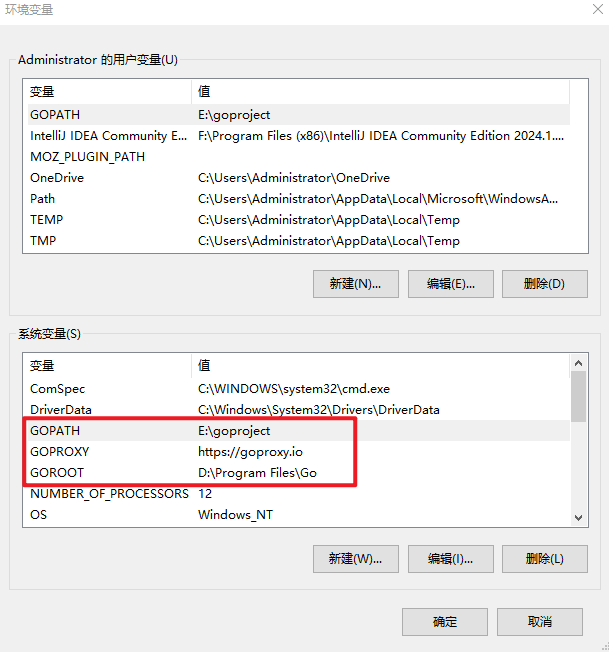 环境变量
Administrator 的用户变量(U)
变量 值
GOPATH E:\goproject
IntelliJ IDEA Community E... F:\Program Files (x86)\IntelliJ IDEA Community Edition 2024.1....
MOZ_PLUGIN_PATH
OneDrive C:\Users\Administrator\OneDrive
Path C:\Users\Administrator\AppData\Local\Microsoft\WindowsA...
TEMP C:\Users\Administrator\AppData\Local\Temp
TMP C:\Users\Administrator\AppData\Local\Temp
新建(N)... 编辑(E)... 删除(D)
系统变量(S)
变量 值
ComSpec C:\WINDOWS\system32\cmd.exe
DriverData C:\Windows\System32\Drivers\DriverData
GOPATH E:\goproject
GOPROXY https://goproxy.io
GOROOT D:\Program Files\Go
NUMBER_OF_PROCESSORS 12
OS Windows_NT
新建(W)... 编辑(I)... 删除(L)
确定 取消